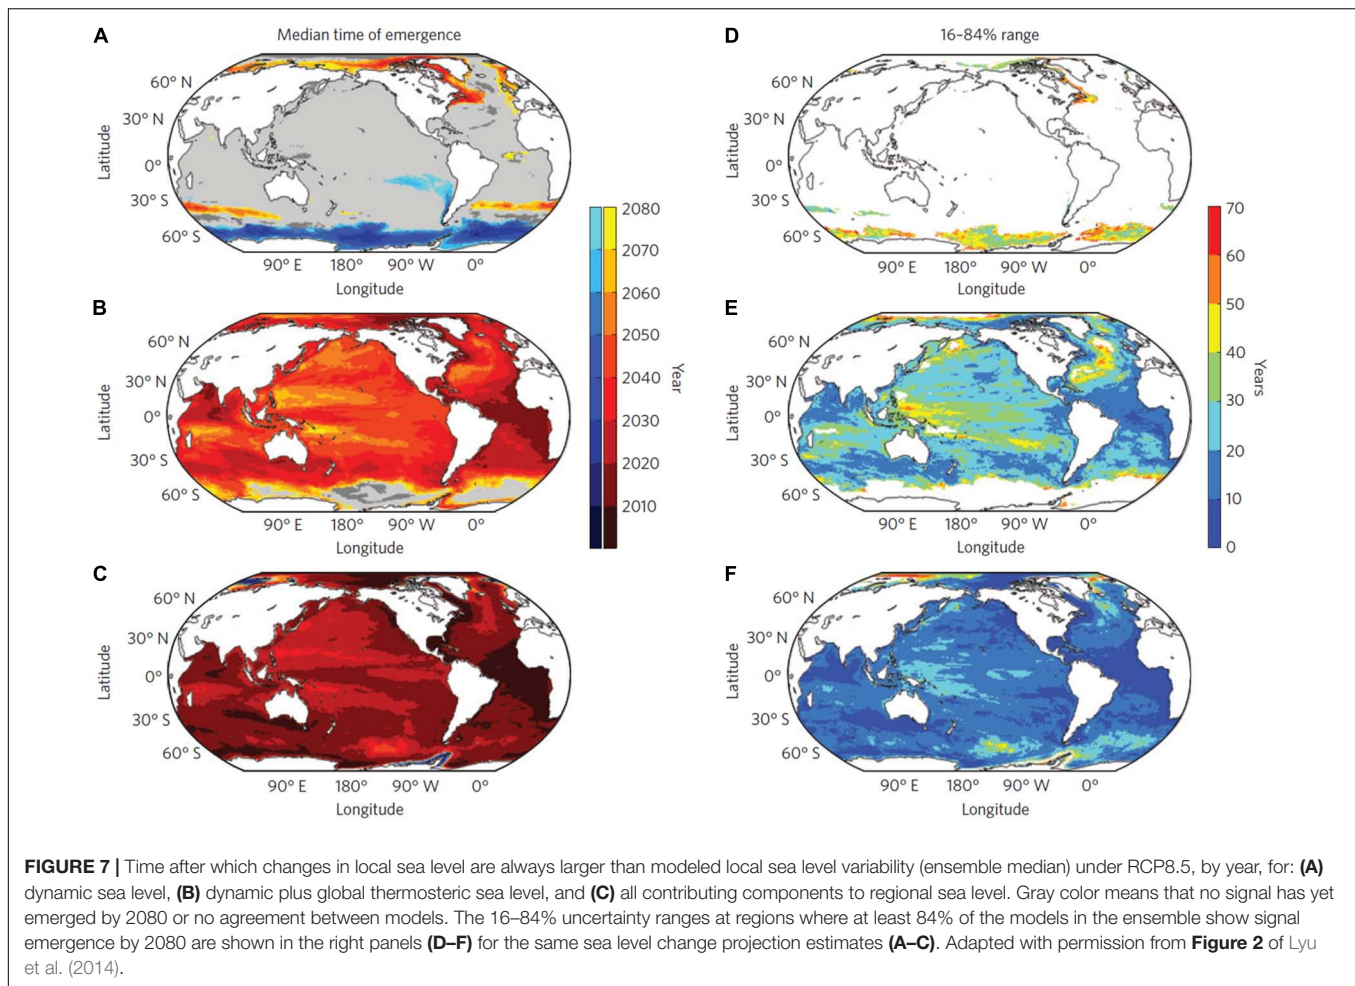 A
Median time of emergence
60° N
30° N
0°
30° S
60° S
Latitude
90° E 180° 90° W 0°
Longitude
B
60° N
30° N
0°
30° S
60° S
Latitude
90° E 180° 90° W 0°
Longitude
C
60° N
30° N
0°
30° S
60° S
Latitude
90° E 180° 90° W 0°
Longitude
2080
2070
2060
2050
2040
2030
2020
2010
Year
D
16–84% range
60° N
30° N
0°
30° S
60° S
Latitude
90° E 180° 90° W 0°
Longitude
E
60° N
30° N
0°
30° S
60° S
Latitude
90° E 180° 90° W 0°
Longitude
F
60° N
30° N
0°
30° S
60° S
Latitude
90° E 180° 90° W 0°
Longitude
70
60
50
40
30
20
10
0
Years
FIGURE 7 | Time after which changes in local sea level are always larger than modeled local sea level variability (ensemble median) under RCP8.5, by year, for: (A)
dynamic sea level, (B) dynamic plus global thermosteric sea level, and (C) all contributing components to regional sea level. Gray color means that no signal has yet
emerged by 2080 or no agreement between models. The 16–84% uncertainty ranges at regions where at least 84% of the models in the ensemble show signal
emergence by 2080 are shown in the right panels (D–F) for the same sea level change projection estimates (A–C). Adapted with permission from Figure 2 of Lyu
et al. (2014).